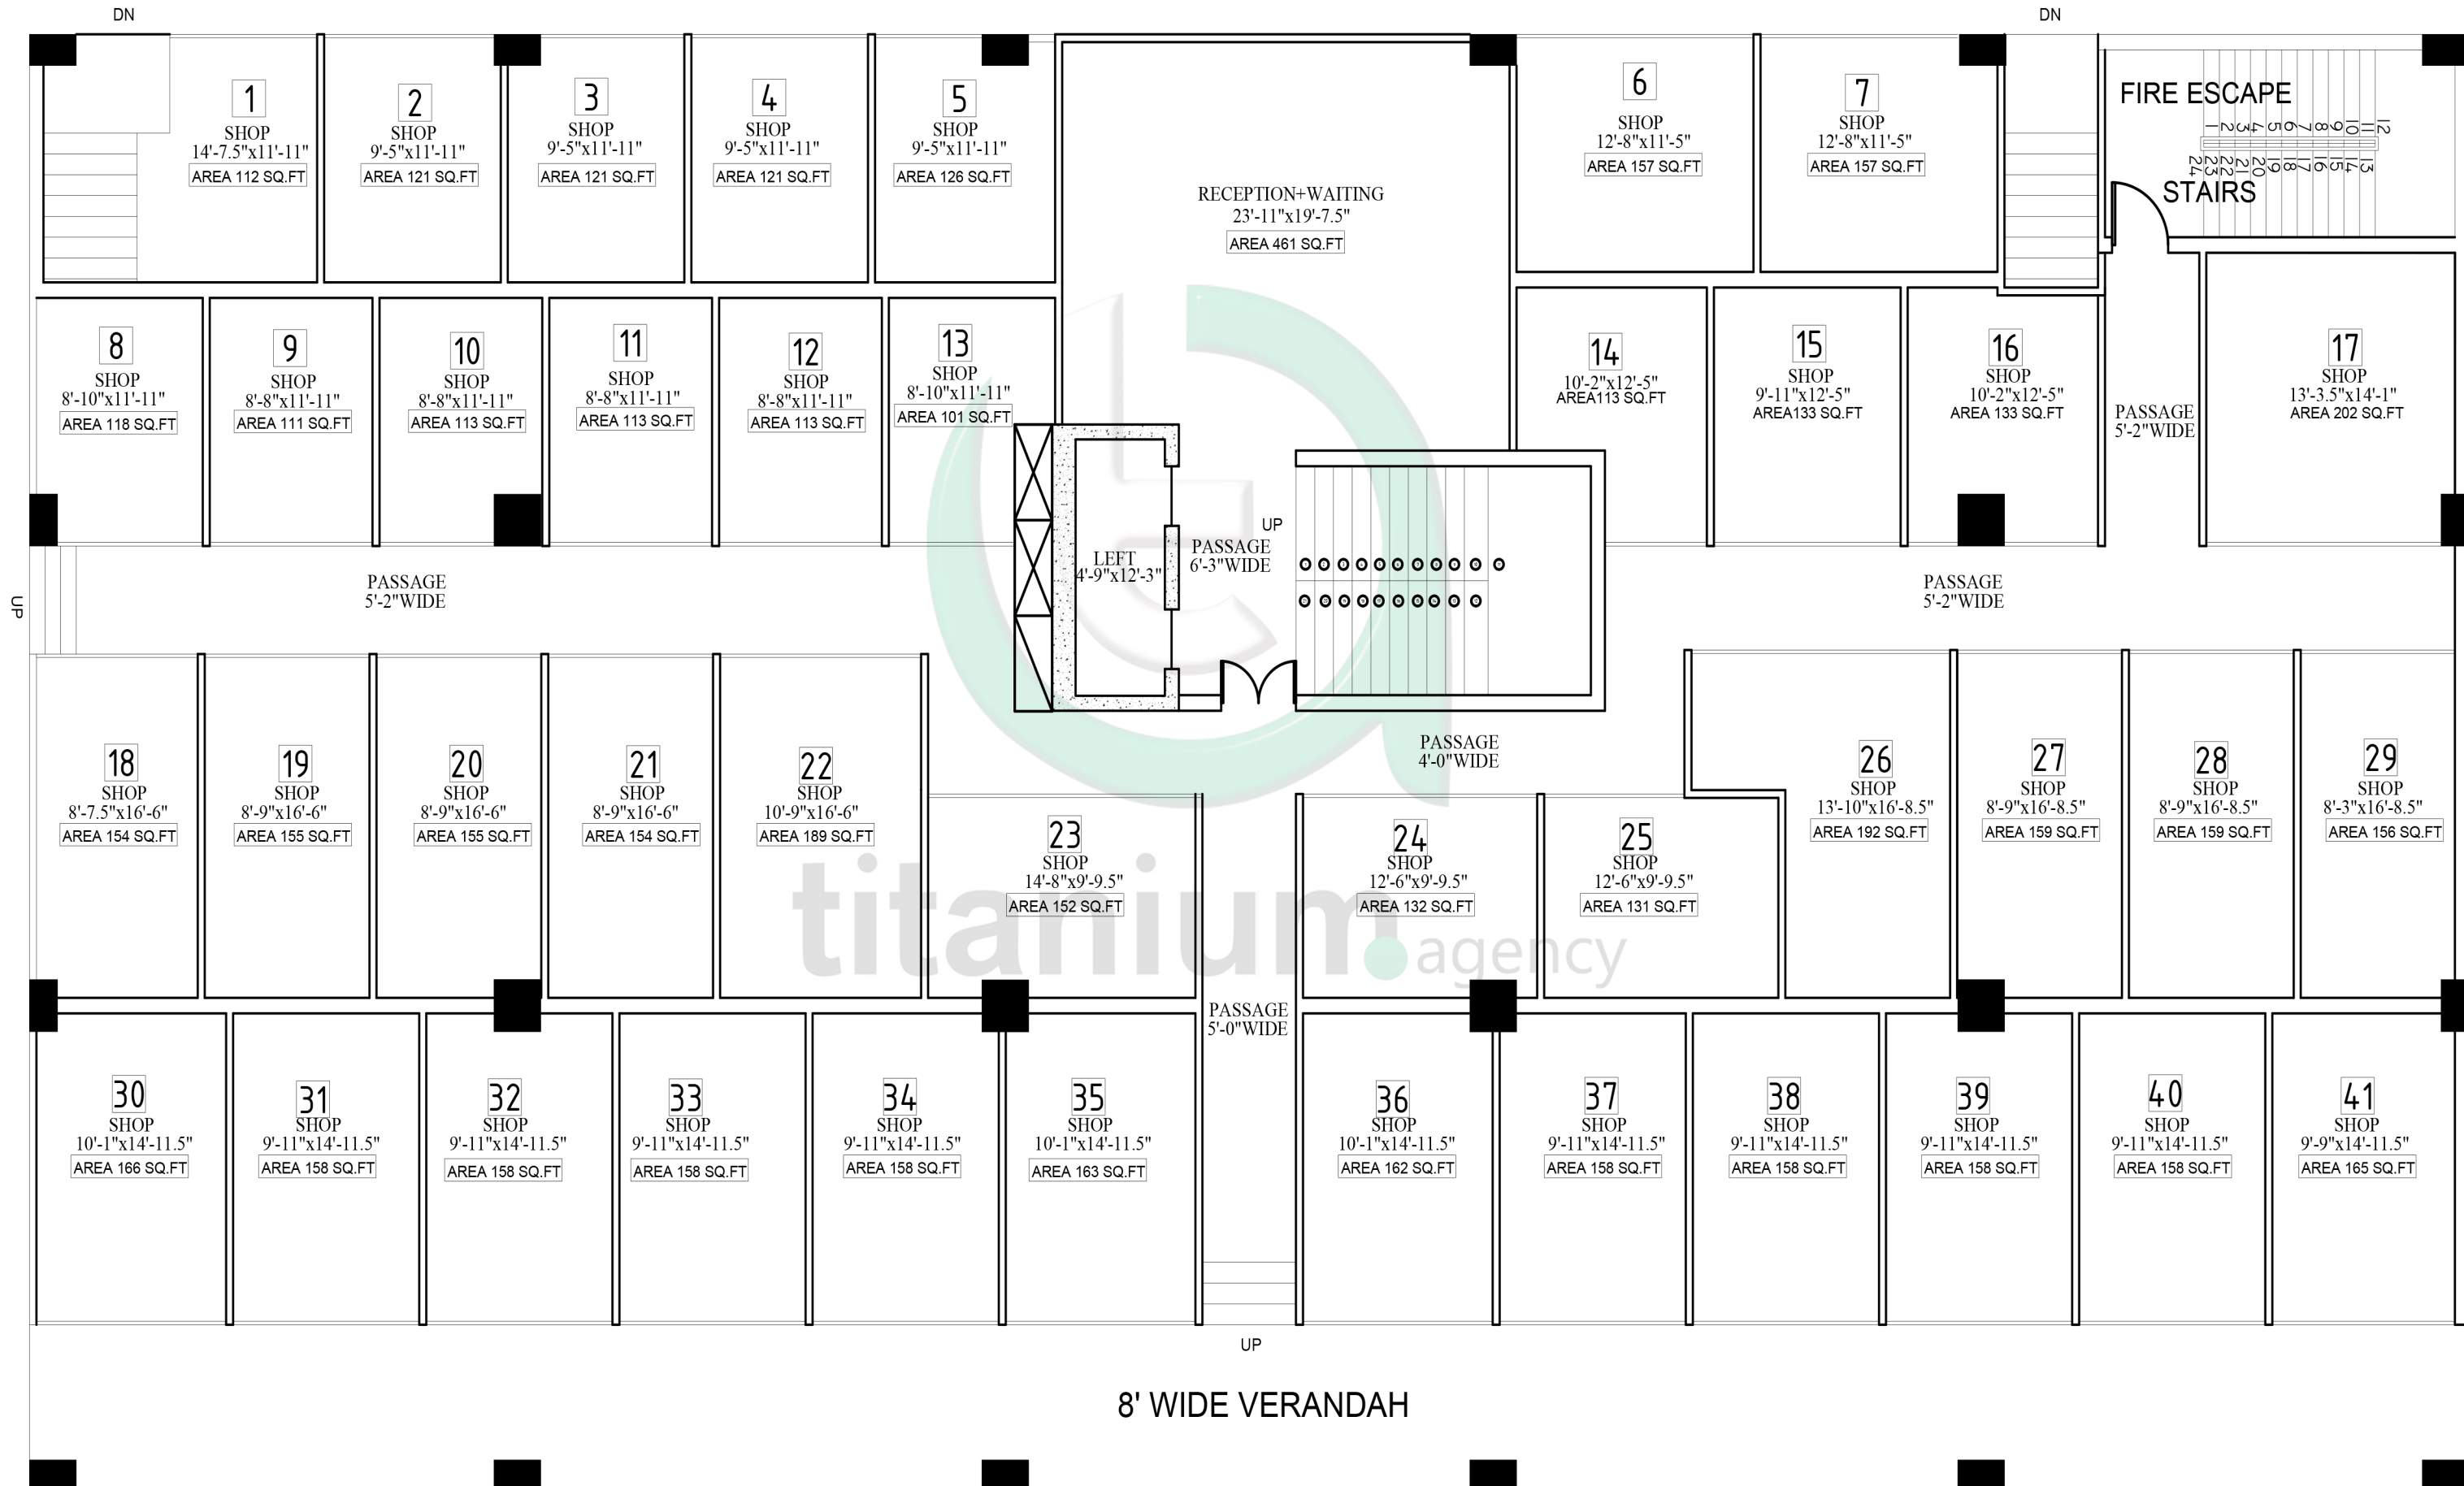 DN
DN
1
SHOP
14'-7.5"x11'-11"
AREA 112 SQ.FT
2
SHOP
9'-5"x11'-11"
AREA 121 SQ.FT
3
SHOP
9'-5"x11'-11"
AREA 121 SQ.FT
4
SHOP
9'-5"x11'-11"
AREA 121 SQ.FT
5
SHOP
9'-5"x11'-11"
AREA 126 SQ.FT
RECEPTION+WAITING
23'-11"x19'-7.5"
AREA 461 SQ.FT
6
SHOP
12'-8"x11'-5"
AREA 157 SQ.FT
7
SHOP
12'-8"x11'-5"
AREA 157 SQ.FT
FIRE ESCAPE
1 2 3 4 5 6 7 8 9 10 11 12
24 23 22 21 20 19 18 17 16 15 14 13
STAIRS
8
SHOP
8'-10"x11'-11"
AREA 118 SQ.FT
9
SHOP
8'-8"x11'-11"
AREA 111 SQ.FT
10
SHOP
8'-8"x11'-11"
AREA 113 SQ.FT
11
SHOP
8'-8"x11'-11"
AREA 113 SQ.FT
12
SHOP
8'-8"x11'-11"
AREA 113 SQ.FT
13
SHOP
8'-10"x11'-11"
AREA 101 SQ.FT
14
10'-2"x12'-5"
AREA113 SQ.FT
15
SHOP
9'-11"x12'-5"
AREA133 SQ.FT
16
SHOP
10'-2"x12'-5"
AREA 133 SQ.FT
PASSAGE
5'-2"WIDE
17
SHOP
13'-3.5"x14'-1"
AREA 202 SQ.FT
UP
PASSAGE
5'-2"WIDE
LEFT
4'-9"x12'-3"
UP
PASSAGE
6'-3"WIDE
PASSAGE
5'-2"WIDE
PASSAGE
4'-0"WIDE
18
SHOP
8'-7.5"x16'-6"
AREA 154 SQ.FT
19
SHOP
8'-9"x16'-6"
AREA 155 SQ.FT
20
SHOP
8'-9"x16'-6"
AREA 155 SQ.FT
21
SHOP
8'-9"x16'-6"
AREA 154 SQ.FT
22
SHOP
10'-9"x16'-6"
AREA 189 SQ.FT
23
SHOP
14'-8"x9'-9.5"
AREA 152 SQ.FT
24
SHOP
12'-6"x9'-9.5"
AREA 132 SQ.FT
25
SHOP
12'-6"x9'-9.5"
AREA 131 SQ.FT
26
SHOP
13'-10"x16'-8.5"
AREA 192 SQ.FT
27
SHOP
8'-9"x16'-8.5"
AREA 159 SQ.FT
28
SHOP
8'-9"x16'-8.5"
AREA 159 SQ.FT
29
SHOP
8'-3"x16'-8.5"
AREA 156 SQ.FT
titanium.agency
PASSAGE
5'-0"WIDE
30
SHOP
10'-1"x14'-11.5"
AREA 166 SQ.FT
31
SHOP
9'-11"x14'-11.5"
AREA 158 SQ.FT
32
SHOP
9'-11"x14'-11.5"
AREA 158 SQ.FT
33
SHOP
9'-11"x14'-11.5"
AREA 158 SQ.FT
34
SHOP
9'-11"x14'-11.5"
AREA 158 SQ.FT
35
SHOP
10'-1"x14'-11.5"
AREA 163 SQ.FT
36
SHOP
10'-1"x14'-11.5"
AREA 162 SQ.FT
37
SHOP
9'-11"x14'-11.5"
AREA 158 SQ.FT
38
SHOP
9'-11"x14'-11.5"
AREA 158 SQ.FT
39
SHOP
9'-11"x14'-11.5"
AREA 158 SQ.FT
40
SHOP
9'-11"x14'-11.5"
AREA 158 SQ.FT
41
SHOP
9'-9"x14'-11.5"
AREA 165 SQ.FT
UP
8' WIDE VERANDAH